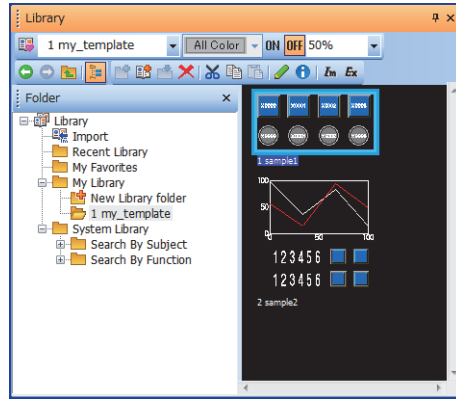 Library
1 my_template All Color ON OFF 50%
Im Ex
Folder
Library
Import
Recent Library
My Favorites
My Library
New Library folder
1 my_template
System Library
Search By Subject
Search By Function
1 sample1
100
50
0
50
100
123456
123456
2 sample2